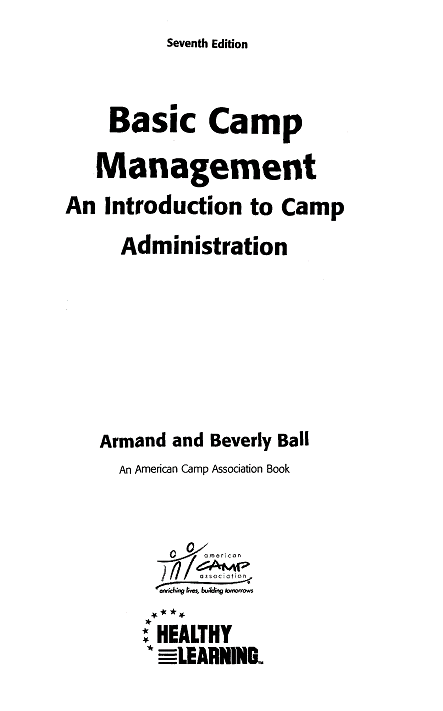 Seventh Edition
Basic Camp
Management
An Introduction to Camp
Administration
Armand and Beverly Ball
An American Camp Association Book
american
CAMP
association
enriching lives, building tomorrows
HEALTHY
LEARNING™